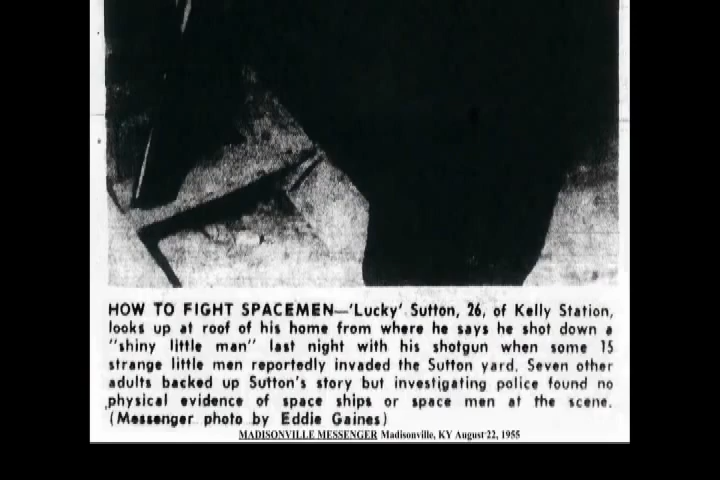 HOW TO FIGHT SPACEMEN—'Lucky' Sutton, 26, of Kelly Station,
looks up at roof of his home from where he says he shot down a
"shiny little man" last night with his shotgun when some 15
strange little men reportedly invaded the Sutton yard. Seven other
adults backed up Sutton's story but investigating police found no
physical evidence of space ships or space men at the scene.
(Messenger photo by Eddie Gaines)
MADISONVILLE MESSENGER Madisonville, KY August 22, 1955